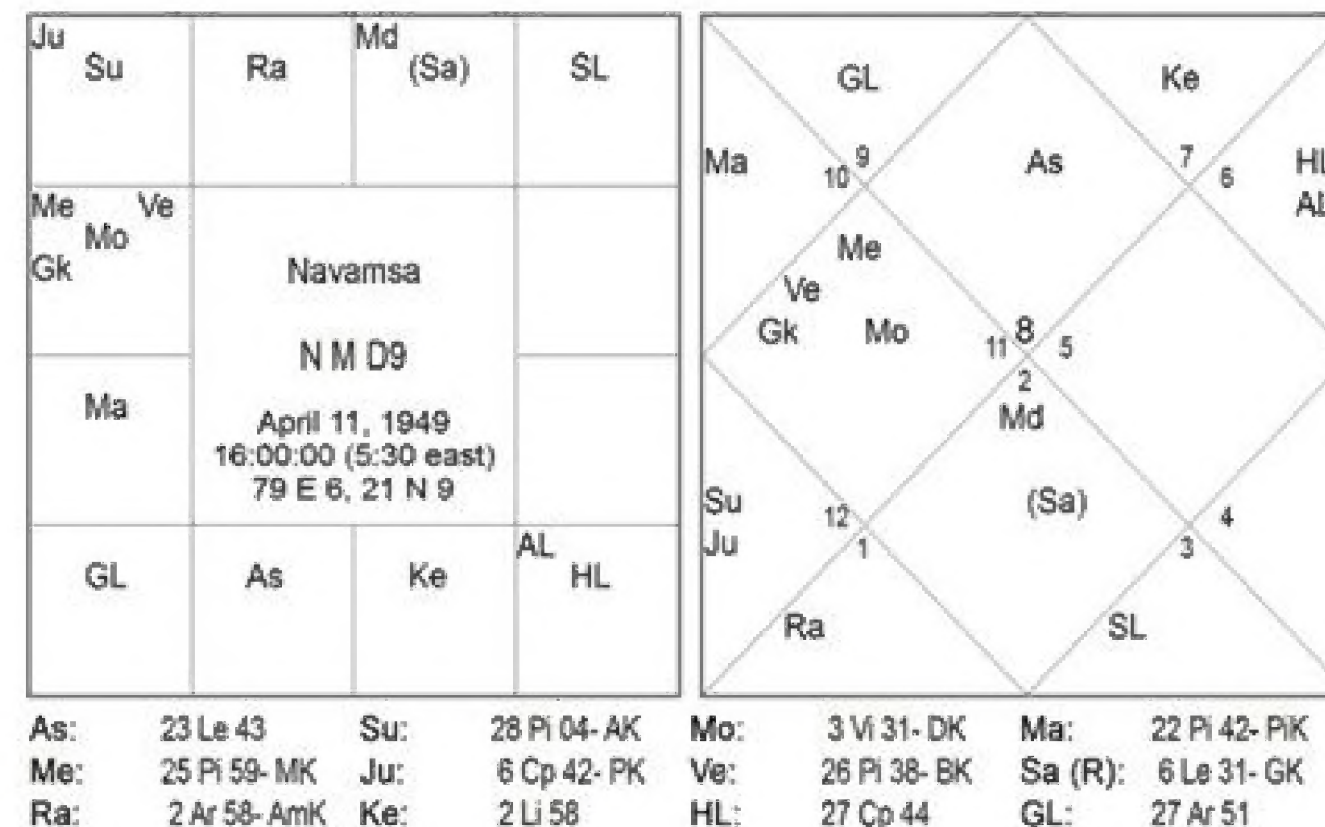 Ju
Su
Ra
Md
(Sa)
SL
Me Ve
Mo
Gk
Ma
GL
As
Ke
AL
HL
Navamsa
N M D9
April 11, 1949
16:00:00 (5:30 east)
79 E 6, 21 N 9
GL
Ke
Ma
10
9
As
7
6
HL
AL
Me
Ve
Gk Mo
11
8
5
2
Md
Su
Ju
12
1
(Sa)
4
3
Ra
SL
As: 23 Le 43 Su: 28 Pi 04- AK Mo: 3 Vi 31- DK Ma: 22 Pi 42- PiK
Me: 25 Pi 59- MK Ju: 6 Cp 42- PK Ve: 26 Pi 38- BK Sa (R): 6 Le 31- GK
Ra: 2 Ar 58- AmK Ke: 2 Li 58 HL: 27 Cp 44 GL: 27 Ar 51